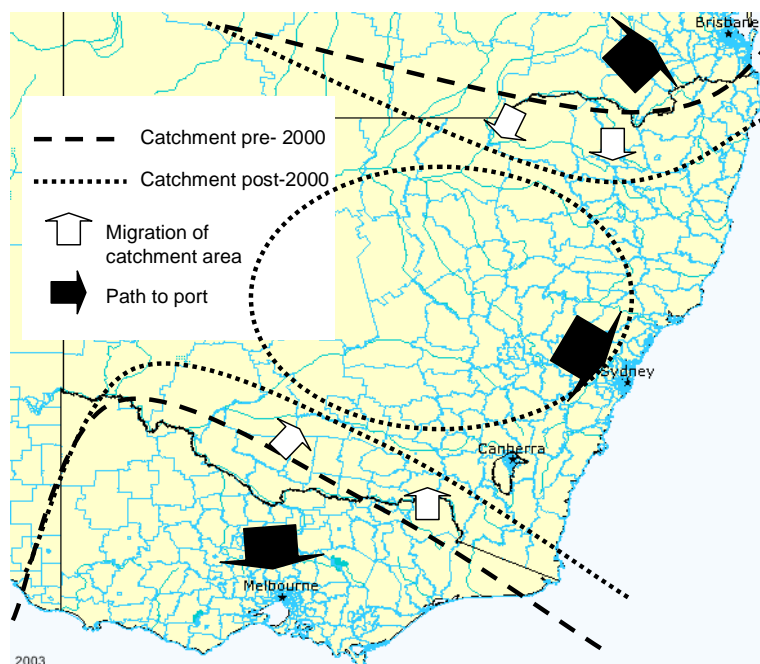 Brisbane
Catchment pre- 2000
Catchment post-2000
Migration of
catchment area
Path to port
Sydney
Canberra
Melbourne
2003